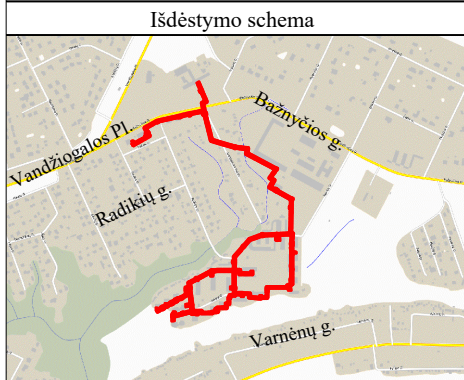 Išdėstymo schema
Bažnyčios g.
Vandžiogalos Pl.
Radikių g.
Varnėnų g.